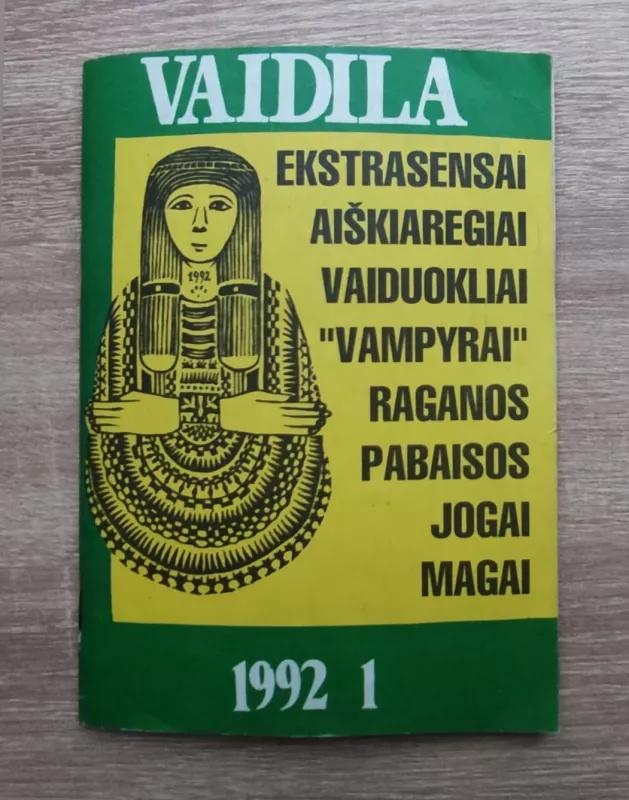 VAIDILA
EKSTRASENSAI
AIŠKIAREGIAI
VAIDUOKLIAI
"VAMPYRAI"
RAGANOS
PABAISOS
JOGAI
MAGAI
1992
1992 1